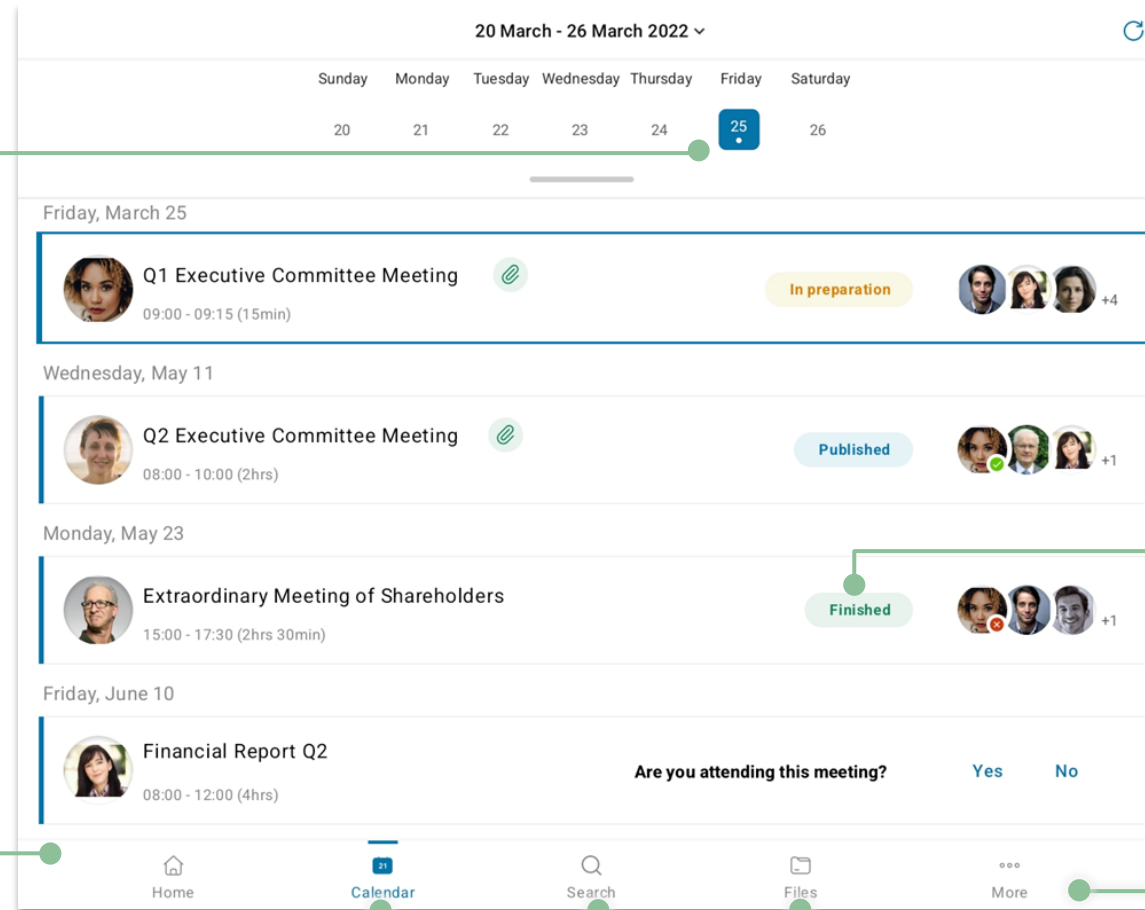 20 March - 26 March 2022
Sunday Monday Tuesday Wednesday Thursday Friday Saturday
20 21 22 23 24 25 26
Friday, March 25
Q1 Executive Committee Meeting
In preparation
+4
09:00 - 09:15 (15min)
Wednesday, May 11
Q2 Executive Committee Meeting
Published
+1
08:00 - 10:00 (2hrs)
Monday, May 23
Extraordinary Meeting of Shareholders
Finished
+1
15:00 - 17:30 (2hrs 30min)
Friday, June 10
Financial Report Q2
Are you attending this meeting? Yes No
08:00 - 12:00 (4hrs)
21
Home Calendar Search Files More